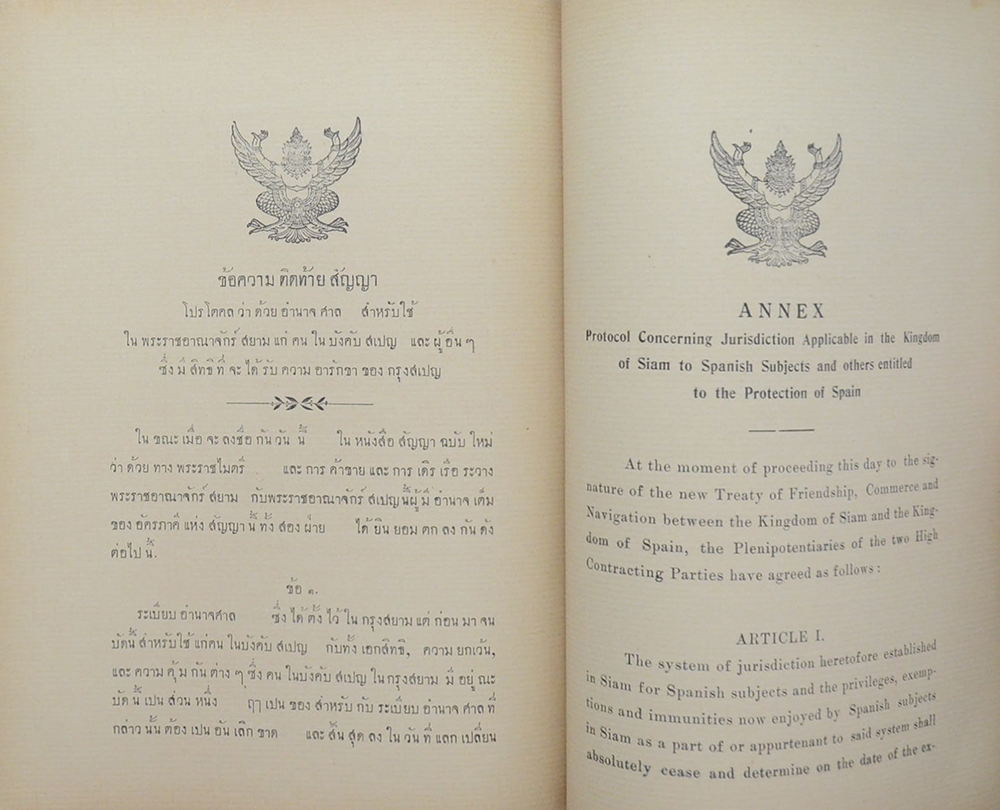 ข้อความ ติดท้าย สัญญา
โปรโตคล ว่า ด้วย อำนาจ ศาล สำหรับใช้
ใน พระราชอาณาจักร์ สยาม แก่ คน ใน บังคับ สเปญ และ ผู้ อื่น ๆ
ซึ่ง มี สิทธิ ที่ จะ ได้ รับ ความ อารักขา ของ กรุงสเปญ
ใน ขณะ เมื่อ จะ ลงชื่อ กัน วัน นี้ ใน หนังสือ สัญญา ฉบับ ใหม่
ว่า ด้วย ทาง พระราชไมตรี และ การ ค้าขาย และ การ เดิร เรือ ระวาง
พระราชอาณาจักร์ สยาม กับพระราชอาณาจักร์ สเปญนี้ผู้ มี อำนาจ เต็ม
ของ อัครภาคี แห่ง สัญญา นี้ ทั้ง สอง ฝ่าย ได้ ยิน ยอม ตก ลง กัน ดัง
ต่อไป นี้.
ข้อ ๑.
ระเบียบ อำนาจศาล ซึ่ง ได้ ตั้ง ไว้ ใน กรุงสยาม แต่ ก่อน มา จน
บัดนี้ สำหรับใช้ แก่คน ในบังคับ สเปญ กับทั้ง เอกสิทธิ, ความ ยกเว้น,
และ ความ คุ้ม กัน ต่าง ๆ ซึ่ง คน ในบังคับ สเปญ ใน กรุงสยาม มี อยู่ ณะ
บัด นี้ เปน ส่วน หนึ่ง ฤๅ เปน ของ สำหรับ กับ ระเบียบ อำนาจ ศาล ที่
กล่าว นั้น ต้อง เปน อัน เลิก ขาด และ สิ้น สุด ลง ใน วัน ที่ แลก เปลี่ยน
ANNEX
Protocol Concerning Jurisdiction Applicable in the Kingdom
of Siam to Spanish Subjects and others entitled
to the Protection of Spain
At the moment of proceeding this day to the sig-
nature of the new Treaty of Friendship, Commerce and
Navigation between the Kingdom of Siam and the King-
dom of Spain, the Plenipotentiaries of the two High
Contracting Parties have agreed as follows :
ARTICLE I.
The system of jurisdiction heretofore established
in Siam for Spanish subjects and the privileges, exemp-
tions and immunities now enjoyed by Spanish subjects
in Siam as a part of or appurtenant to said system shall
absolutely cease and determine on the date of the ex-